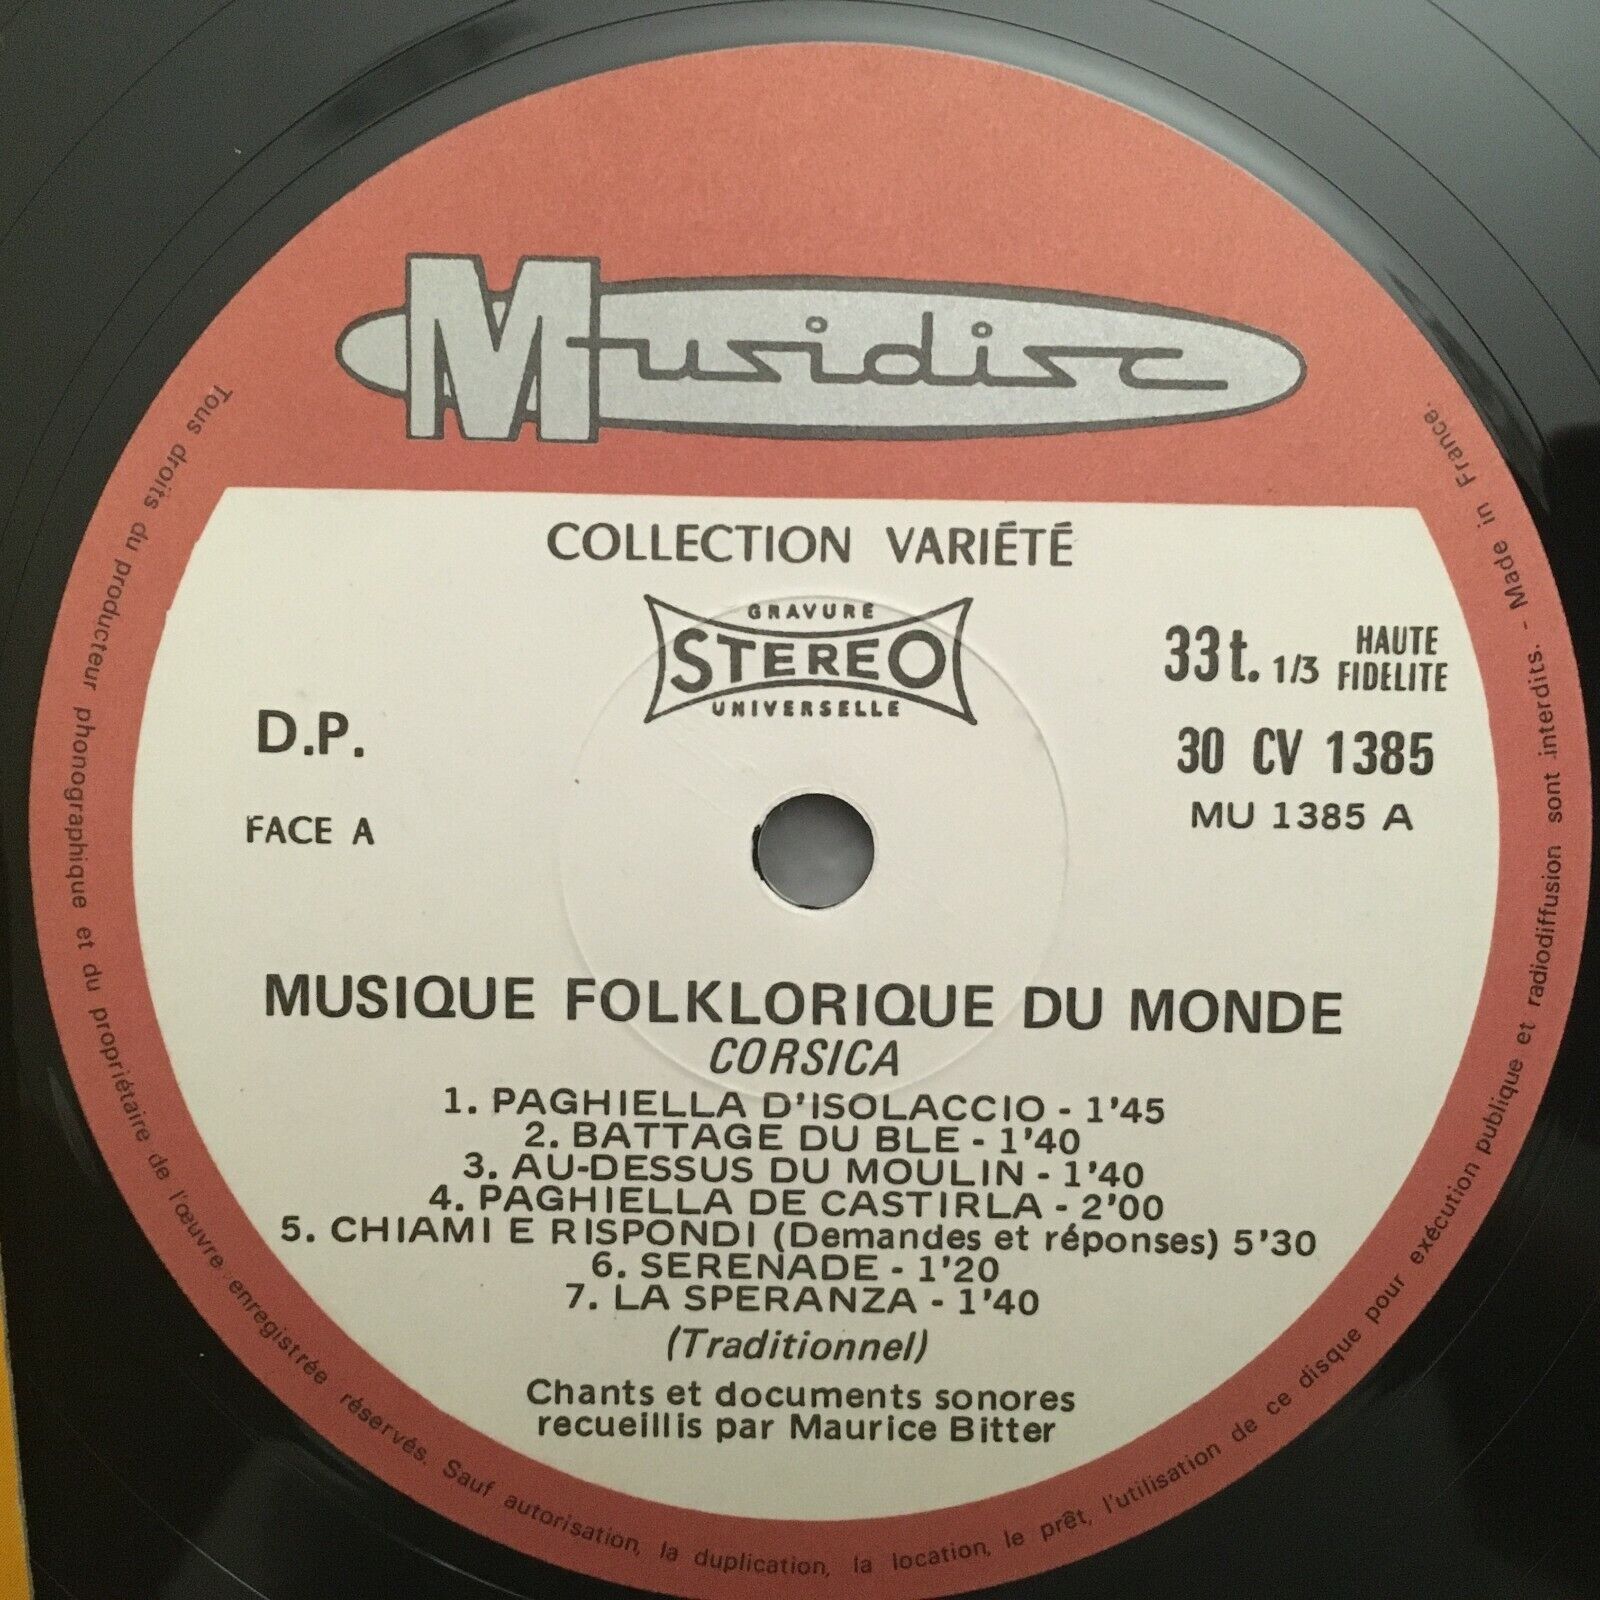 Musidisc
COLLECTION VARIÉTÉ
GRAVURE
STEREO
UNIVERSELLE
33t. 1/3 HAUTE FIDELITE
D.P.
30 CV 1385
FACE A
MU 1385 A
MUSIQUE FOLKLORIQUE DU MONDE
CORSICA
1. PAGHIELLA D'ISOLACCIO - 1'45
2. BATTAGE DU BLE - 1'40
3. AU-DESSUS DU MOULIN - 1'40
4. PAGHIELLA DE CASTIRLA - 2'00
5. CHIAMI E RISPONDI (Demandes et réponses) 5'30
6. SERENADE - 1'20
7. LA SPERANZA - 1'40
(Traditionnel)
Chants et documents sonores
recueillis par Maurice Bitter
Tous droits du producteur phonographique et du propriétaire de l'œuvre enregistrée réservés. Sauf autorisation, la duplication, la location, le prêt, l'utilisation de ce disque pour exécution publique et radiodiffusion sont interdits. - Made in France.